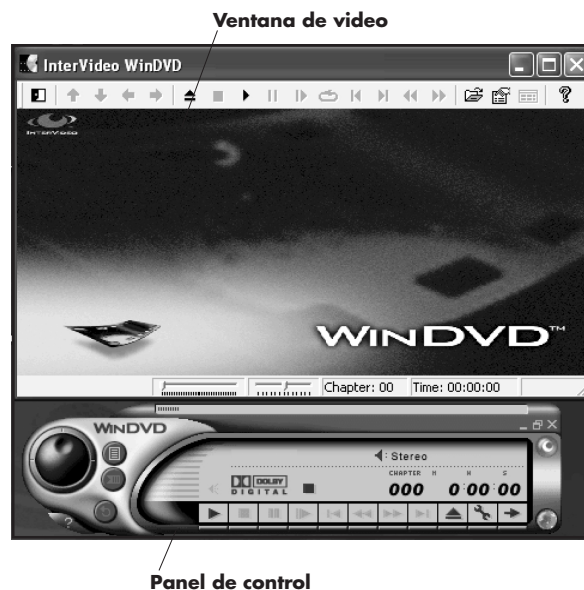 Ventana de video
InterVideo WinDVD
INTERVIDEO
WINDVD™
Chapter: 00
Time: 00:00:00
WINDVD
: Stereo
CHAPTER H M S
DOLBY
DIGITAL
000 0:00:00
?
Panel de control